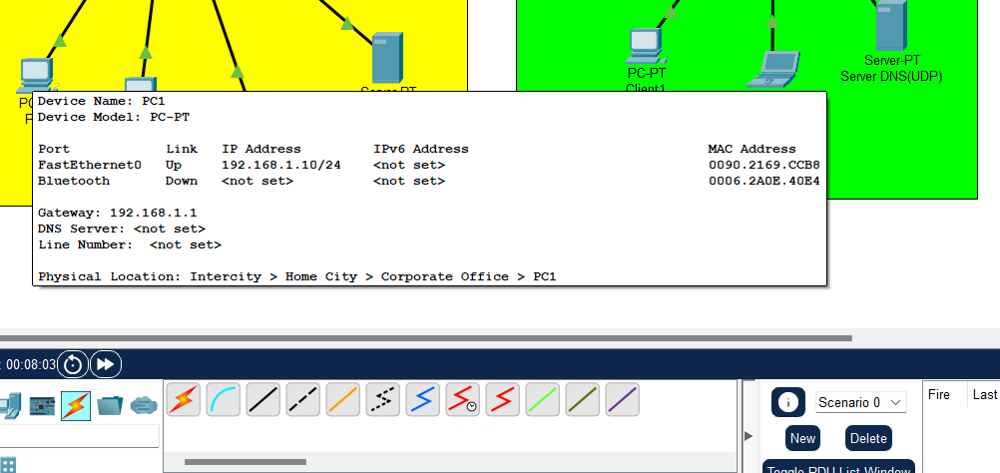 PC-PT
Client1
Server-PT
Server DNS(UDP)
Server-PT
Device Name: PC1
Device Model: PC-PT
Port Link IP Address IPv6 Address MAC Address
FastEthernet0 Up 192.168.1.10/24 <not set> 0090.2169.CCB8
Bluetooth Down <not set> <not set> 0006.2A0E.40E4
Gateway: 192.168.1.1
DNS Server: <not set>
Line Number: <not set>
Physical Location: Intercity > Home City > Corporate Office > PC1
: 00:08:03
Scenario 0
Fire Last
New Delete
Toggle PDU List Window